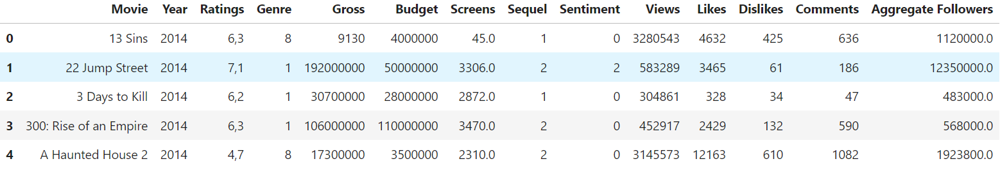 Movie Year Ratings Genre Gross Budget Screens Sequel Sentiment Views Likes Dislikes Comments Aggregate Followers
0 13 Sins 2014 6,3 8 9130 4000000 45.0 1 0 3280543 4632 425 636 1120000.0
1 22 Jump Street 2014 7,1 1 192000000 50000000 3306.0 2 2 583289 3465 61 186 12350000.0
2 3 Days to Kill 2014 6,2 1 30700000 28000000 2872.0 1 0 304861 328 34 47 483000.0
3 300: Rise of an Empire 2014 6,3 1 106000000 110000000 3470.0 2 0 452917 2429 132 590 568000.0
4 A Haunted House 2 2014 4,7 8 17300000 3500000 2310.0 2 0 3145573 12163 610 1082 1923800.0